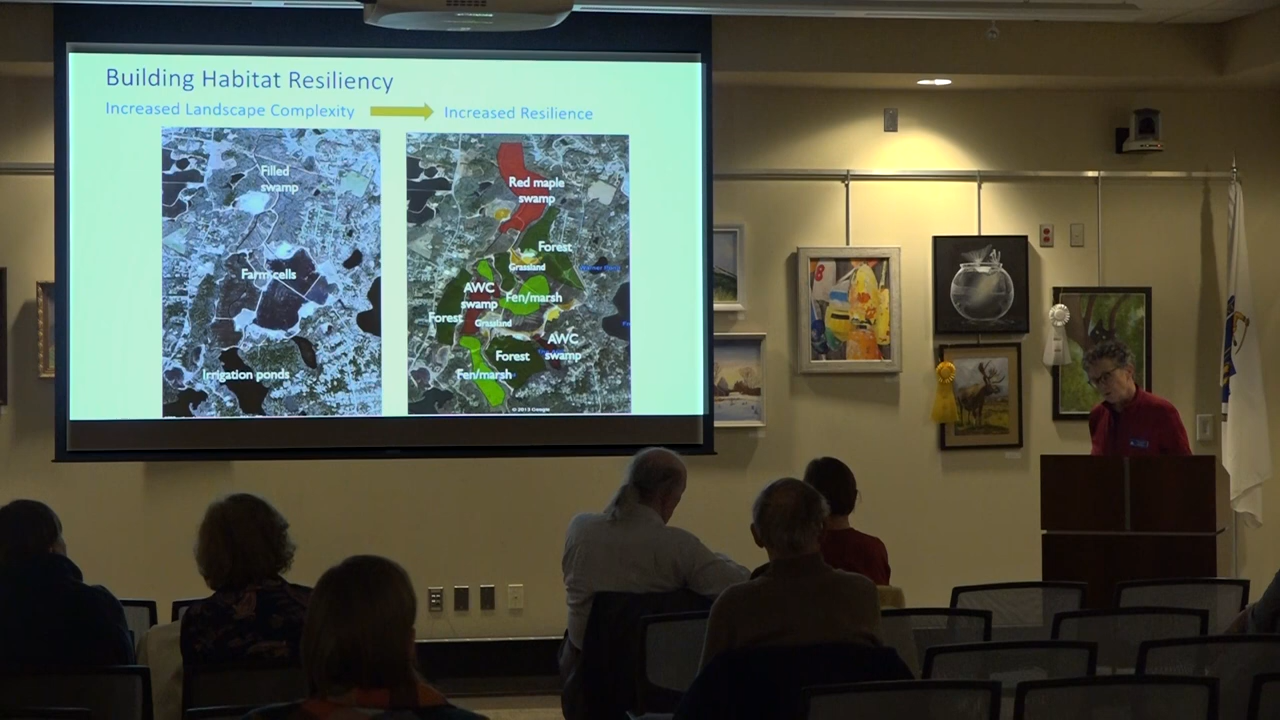 Building Habitat Resiliency
Increased Landscape Complexity
Increased Resilience
Filled
swamp
Farm cells
Irrigation ponds
Red maple
swamp
Forest
Grassland
AWC
swamp
Fen/marsh
Forest
Grassland
AWC
swamp
Forest
Fen/marsh
© 2013 Google
8